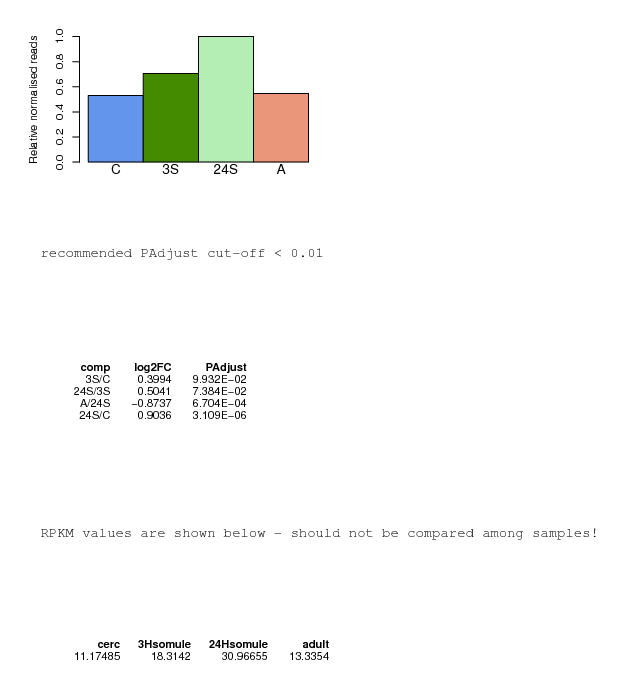 Relative normalised reads
1.0
0.8
0.6
0.4
0.2
0.0
C 3S 24S A
recommended PAdjust cut-off < 0.01
comp log2FC PAdjust
3S/C 0.3994 9.932E-02
24S/3S 0.5041 7.384E-02
A/24S -0.8737 6.704E-04
24S/C 0.9036 3.109E-06
RPKM values are shown below - should not be compared among samples!
cerc 3Hsomule 24Hsomule adult
11.17485 18.3142 30.96655 13.3354